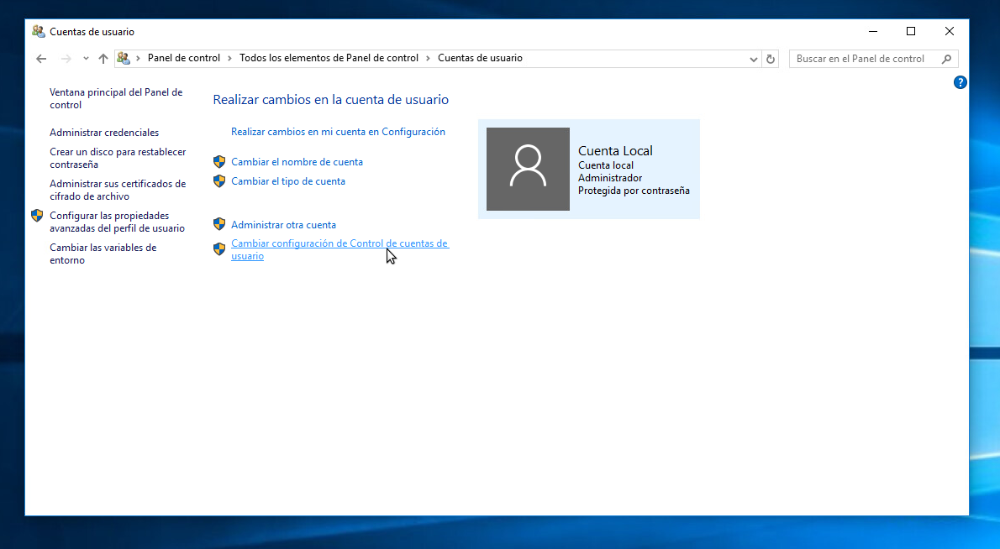 Cuentas de usuario
Panel de control > Todos los elementos de Panel de control > Cuentas de usuario
Buscar en el Panel de control
?
Ventana principal del Panel de
control
Administrar credenciales
Crear un disco para restablecer
contraseña
Administrar sus certificados de
cifrado de archivo
Configurar las propiedades
avanzadas del perfil de usuario
Cambiar las variables de
entorno
Realizar cambios en la cuenta de usuario
Realizar cambios en mi cuenta en Configuración
Cambiar el nombre de cuenta
Cambiar el tipo de cuenta
Administrar otra cuenta
Cambiar configuración de Control de cuentas de
usuario
Cuenta Local
Cuenta local
Administrador
Protegida por contraseña